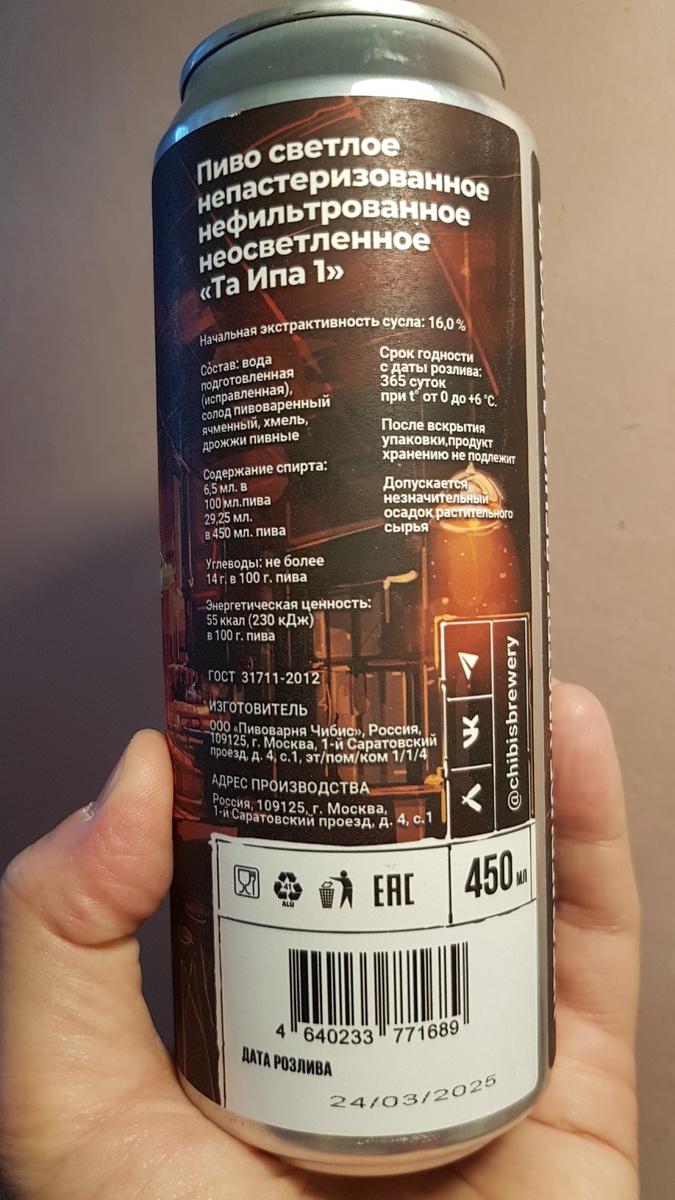 Пиво светлое
непастеризованное
нефильтрованное
неосветленное
«Та Ипа 1»
Начальная экстрактивность сусла: 16,0 %
Состав: вода
подготовленная
(исправленная),
солод пивоваренный
ячменный, хмель,
дрожжи пивные
Содержание спирта:
6,5 мл. в
100 мл.пива
29,25 мл.
в 450 мл. пива
Углеводы: не более
14 г. в 100 г. пива
Энергетическая ценность:
55 ккал (230 кДж)
в 100 г. пива
Срок годности
с даты розлива:
365 суток
при t° от 0 до +6 °C.
После вскрытия
упаковки,продукт
хранению не подлежит
Допускается
незначительный
осадок растительного
сырья
ГОСТ 31711-2012
ИЗГОТОВИТЕЛЬ
ООО «Пивоварня Чибис», Россия,
109125, г. Москва, 1-й Саратовский
проезд, д. 4, с.1, эт/пом/ком 1/1/4
АДРЕС ПРОИЗВОДСТВА
Россия, 109125, г. Москва,
1-й Саратовский проезд, д. 4, с.1
@chibisbrewery
41
ALU
EAC
450 мл
4 640233 771689
ДАТА РОЗЛИВА
24/03/2025